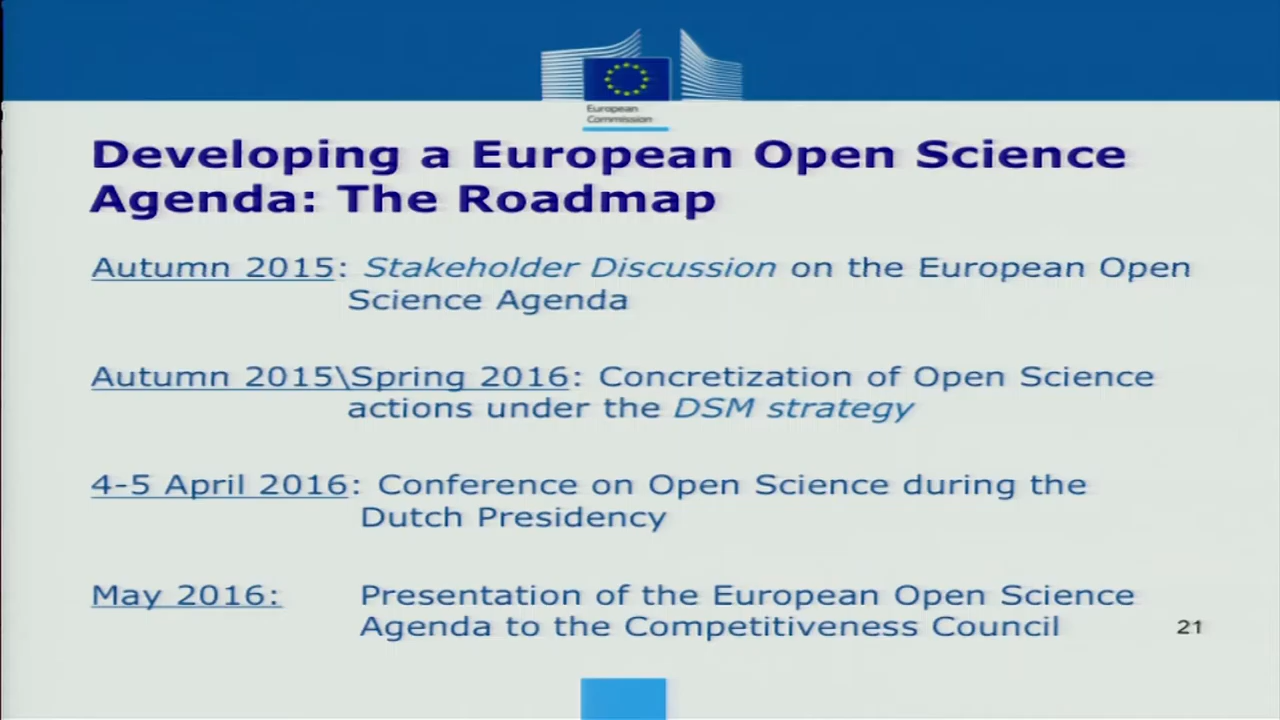 European
Commission
Developing a European Open Science
Agenda: The Roadmap
Autumn 2015: Stakeholder Discussion on the European Open
Science Agenda
Autumn 2015\Spring 2016: Concretization of Open Science
actions under the DSM strategy
4-5 April 2016: Conference on Open Science during the
Dutch Presidency
May 2016: Presentation of the European Open Science
Agenda to the Competitiveness Council
21